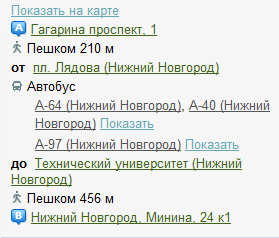 Показать на карте
A Гагарина проспект, 1
Пешком 210 м
от пл. Лядова (Нижний Новгород)
Автобус
А-64 (Нижний Новгород), А-40 (Нижний
Новгород) Показать
А-97 (Нижний Новгород) Показать
до Технический университет (Нижний
Новгород)
Пешком 456 м
B Нижний Новгород, Минина, 24 к1